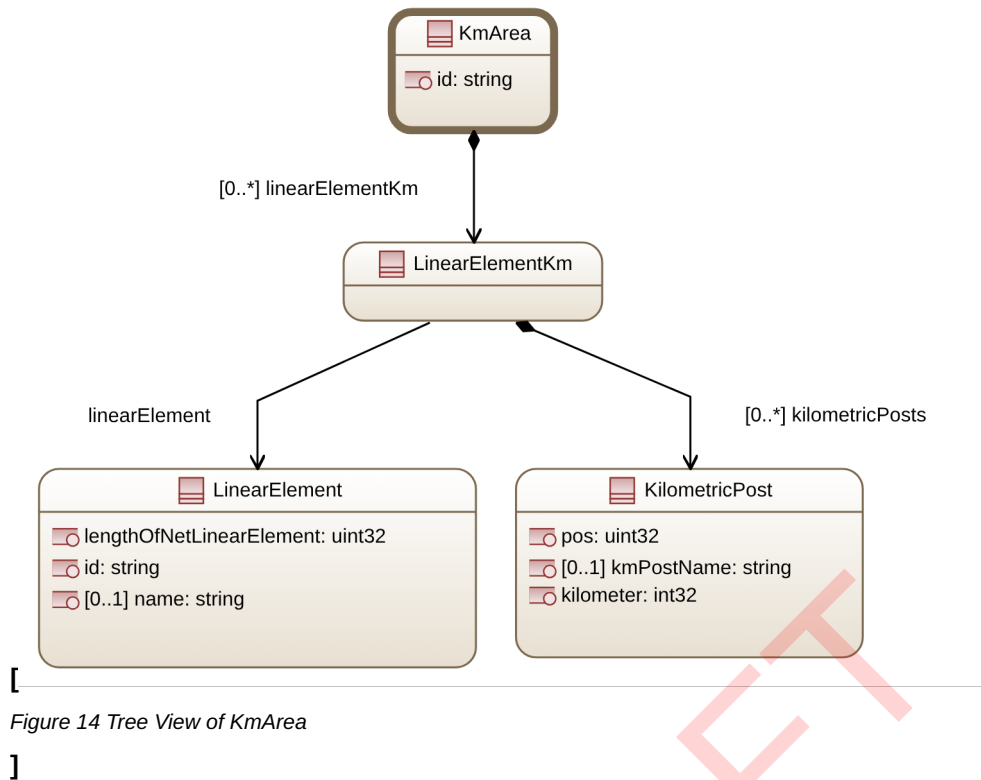 KmArea
id: string
[0..*] linearElementKm
LinearElementKm
linearElement
[0..*] kilometricPosts
LinearElement
lengthOfNetLinearElement: uint32
id: string
[0..1] name: string
KilometricPost
pos: uint32
[0..1] kmPostName: string
kilometer: int32
[
Figure 14 Tree View of KmArea
]